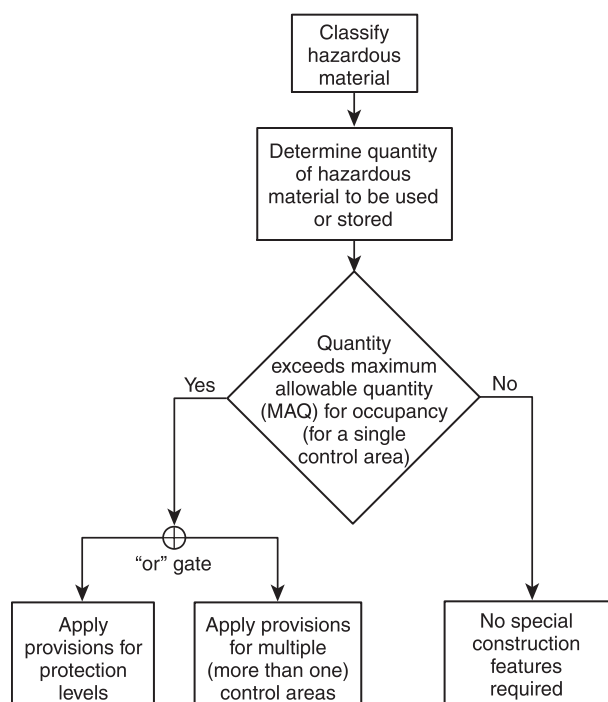 Classify
hazardous
material
Determine quantity
of hazardous
material to be used
or stored
Quantity
exceeds maximum
allowable quantity
(MAQ) for occupancy
(for a single
control area)
Yes
No
“or” gate
Apply
provisions for
protection
levels
Apply provisions
for multiple
(more than one)
control areas
No special
construction
features
required